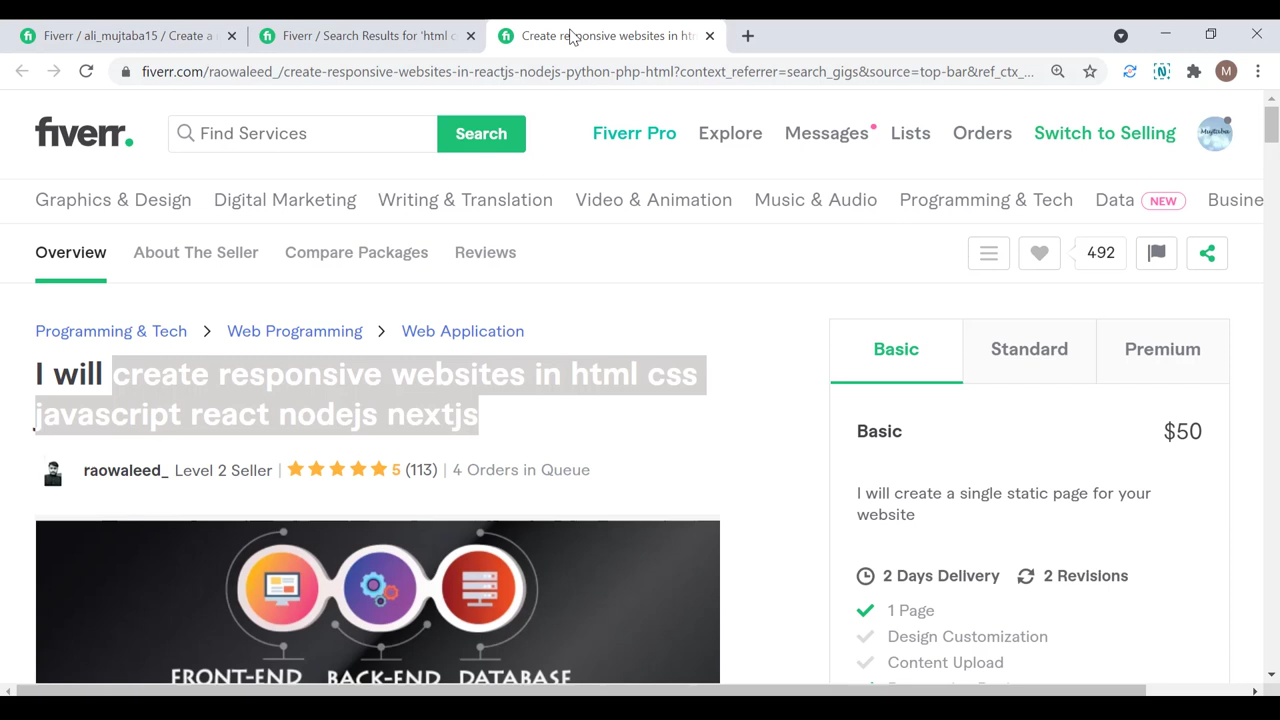 Fiverr / ali_mujtaba15 / Create a
Fiverr / Search Results for 'html c
Create responsive websites in htm
fiverr.com/raowaleed_/create-responsive-websites-in-reactjs-nodejs-python-php-html?context_referrer=search_gigs&source=top-bar&ref_ctx_...
M
fiverr.
Find Services
Search
Fiverr Pro
Explore
Messages
Lists
Orders
Switch to Selling
Mujtaba
Graphics & Design
Digital Marketing
Writing & Translation
Video & Animation
Music & Audio
Programming & Tech
Data NEW
Busine
Overview
About The Seller
Compare Packages
Reviews
492
Programming & Tech > Web Programming > Web Application
I will create responsive websites in html css
javascript react nodejs nextjs
raowaleed_ Level 2 Seller | 5 (113) | 4 Orders in Queue
FRONT-END
BACK-END
DATABASE
Basic
Standard
Premium
Basic
$50
I will create a single static page for your
website
2 Days Delivery
2 Revisions
1 Page
Design Customization
Content Upload